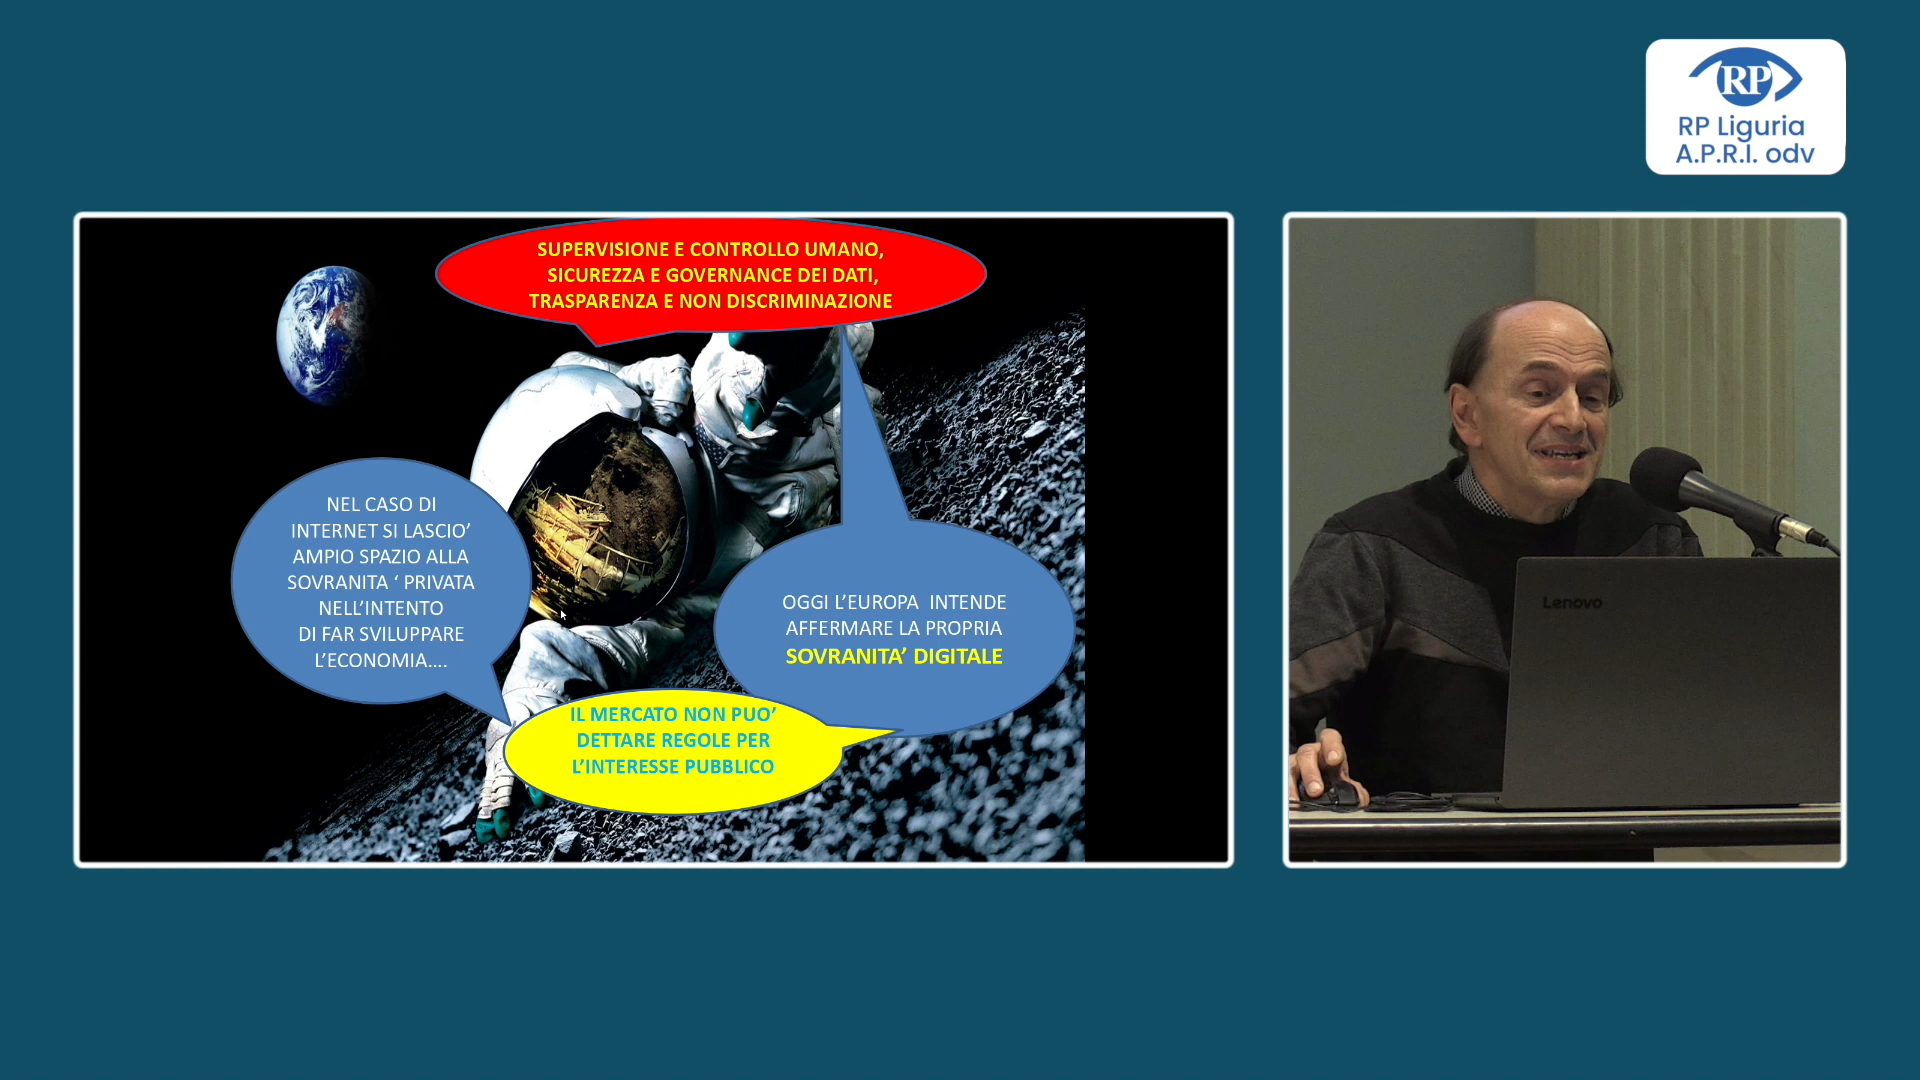 RP
RP Liguria
A.P.R.I. odv
SUPERVISIONE E CONTROLLO UMANO,
SICUREZZA E GOVERNANCE DEI DATI,
TRASPARENZA E NON DISCRIMINAZIONE
NEL CASO DI
INTERNET SI LASCIO’
AMPIO SPAZIO ALLA
SOVRANITA ‘ PRIVATA
NELL’INTENTO
DI FAR SVILUPPARE
L’ECONOMIA….
OGGI L’EUROPA INTENDE
AFFERMARE LA PROPRIA
SOVRANITA’ DIGITALE
IL MERCATO NON PUO’
DETTARE REGOLE PER
L’INTERESSE PUBBLICO
Lenovo